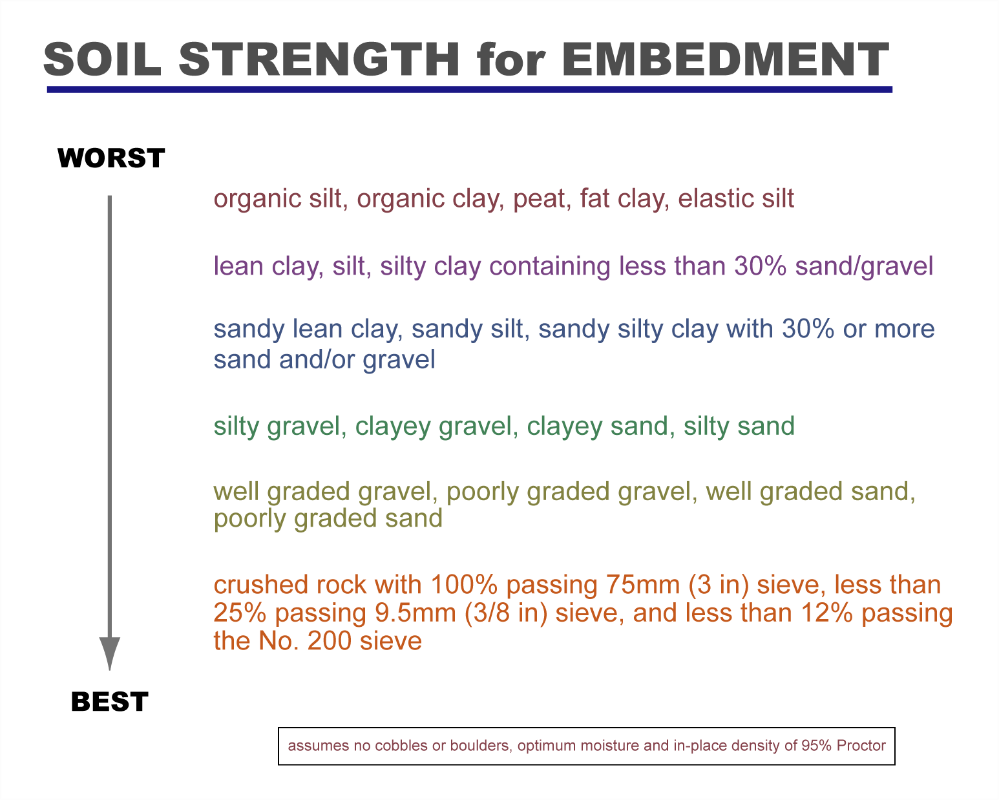 SOIL STRENGTH for EMBEDMENT
WORST
organic silt, organic clay, peat, fat clay, elastic silt
lean clay, silt, silty clay containing less than 30% sand/gravel
sandy lean clay, sandy silt, sandy silty clay with 30% or more
sand and/or gravel
silty gravel, clayey gravel, clayey sand, silty sand
well graded gravel, poorly graded gravel, well graded sand,
poorly graded sand
crushed rock with 100% passing 75mm (3 in) sieve, less than
25% passing 9.5mm (3/8 in) sieve, and less than 12% passing
the No. 200 sieve
BEST
assumes no cobbles or boulders, optimum moisture and in-place density of 95% Proctor